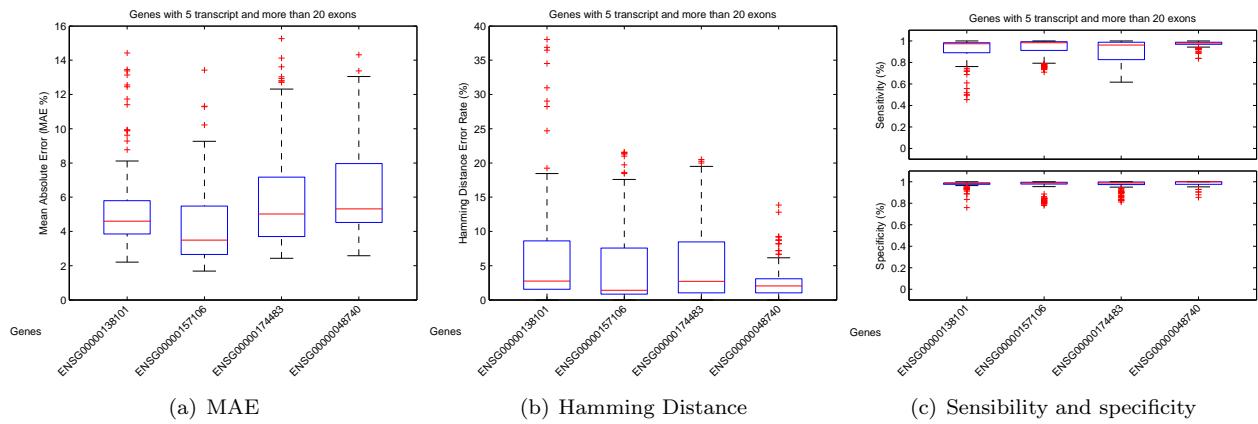 Genes with 5 transcript and more than 20 exons
Mean Absolute Error (MAE %)
16
14
12
10
8
6
4
2
0
Genes
ENSG00000138101
ENSG00000157106
ENSG00000174483
ENSG00000048740
(a) MAE
Genes with 5 transcript and more than 20 exons
Hamming Distance Error Rate (%)
40
35
30
25
20
15
10
5
0
Genes
ENSG00000138101
ENSG00000157106
ENSG00000174483
ENSG00000048740
(b) Hamming Distance
Genes with 5 transcript and more than 20 exons
Sensitivity (%)
1
0.8
0.6
0.4
0.2
0
Specificity (%)
1
0.8
0.6
0.4
0.2
0
Genes
ENSG00000138101
ENSG00000157106
ENSG00000174483
ENSG00000048740
(c) Sensibility and specificity